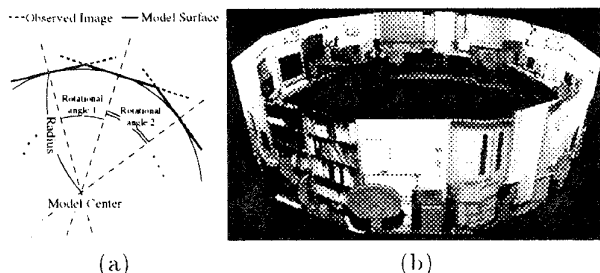 Observed Image Model Surface
Rotational
angle 1
Rotational
angle 2
Radius
Model Center
(a)
(b)